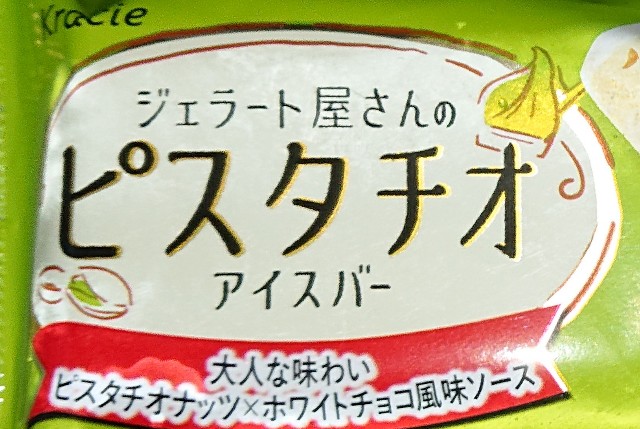 Kracie
ジェラート屋さんの
ピスタチオ
アイスバー
大人な味わい
ピスタチオナッツ×ホワイトチョコ風味ソース